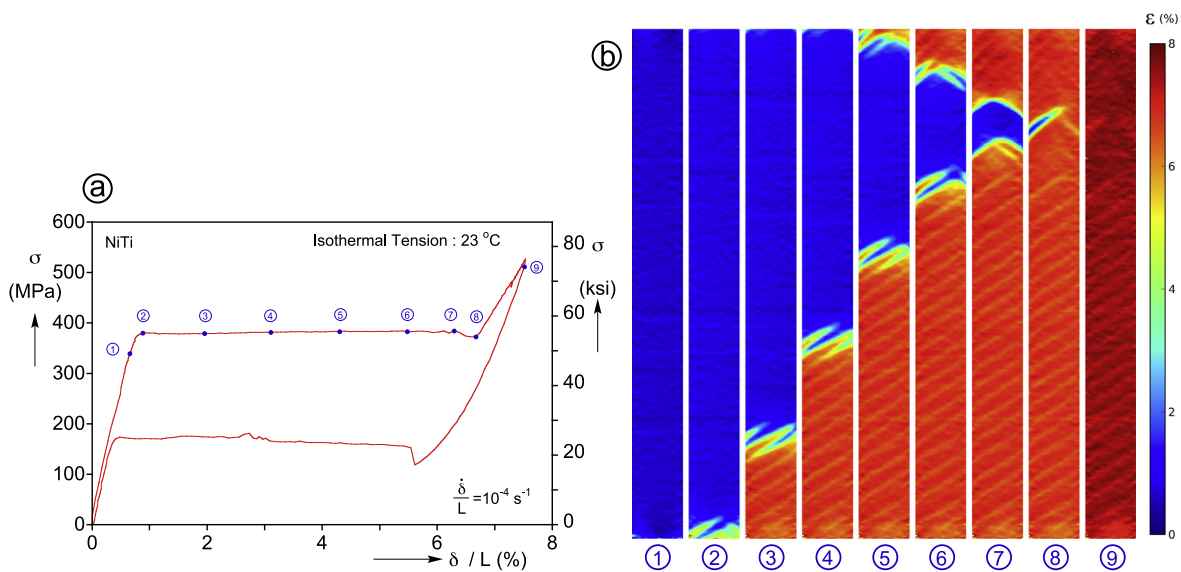 ⓐ
600
500
400
300
200
100
0
σ
(MPa)
NiTi
Isothermal Tension : 23 °C
① ② ③ ④ ⑤ ⑥ ⑦ ⑧ ⑨
δ̇
L
=10⁻⁴ s⁻¹
80
60
40
20
0
σ
(ksi)
0 2 4 6 8
δ / L (%)
ⓑ
① ② ③ ④ ⑤ ⑥ ⑦ ⑧ ⑨
ε (%)
8
6
4
2
0